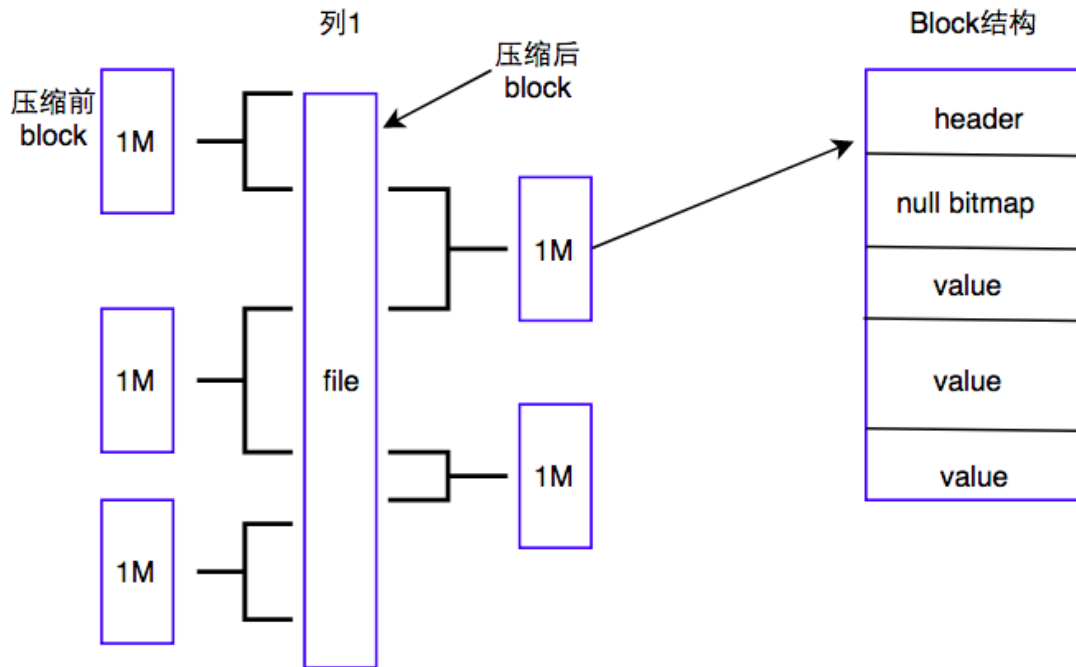 列1
Block结构
压缩前
block
压缩后
block
1M
1M
1M
file
1M
1M
header
null bitmap
value
value
value